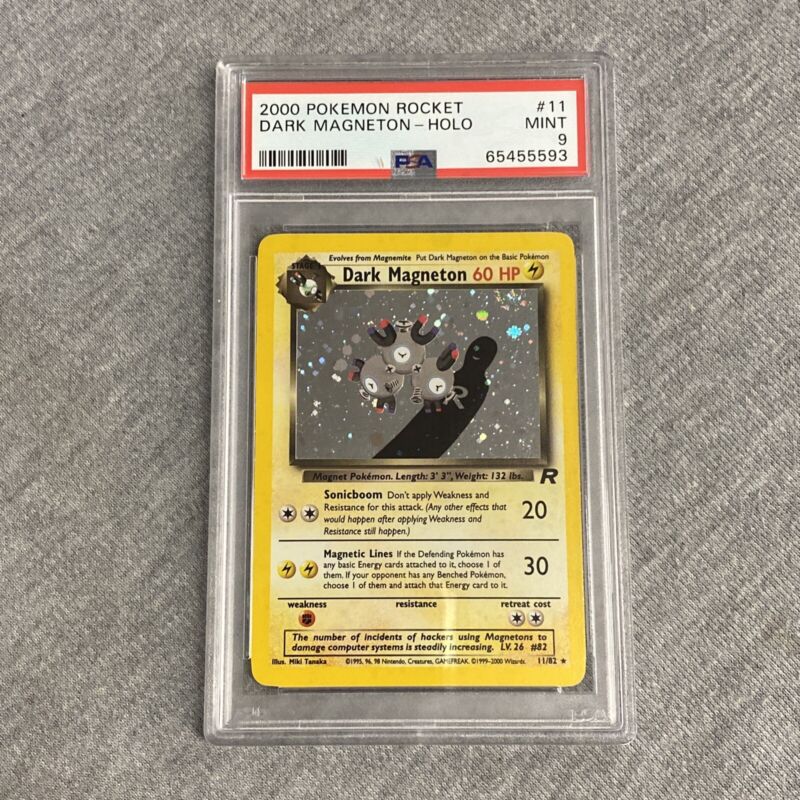 2000 POKEMON ROCKET #11
DARK MAGNETON - HOLO MINT
9
PSA 65455593
Evolves from Magnemite Put Dark Magneton on the Basic Pokémon
STAGE 1
Dark Magneton 60 HP
R
Magnet Pokémon. Length: 3' 3", Weight: 132 lbs.
R
Sonicboom Don't apply Weakness and
Resistance for this attack. (Any other effects that
would happen after applying Weakness and
Resistance still happen.)
20
Magnetic Lines If the Defending Pokémon has
any basic Energy cards attached to it, choose 1 of
them. If your opponent has any Benched Pokémon,
choose 1 of them and attach that Energy card to it.
30
weakness resistance retreat cost
The number of incidents of hackers using Magnetons to
damage computer systems is steadily increasing. LV. 26 #82
Illus. Miki Tanaka ©1995, 96, 98 Nintendo, Creatures, GAMEFREAK. ©1999-2000 Wizards. 11/82 ★